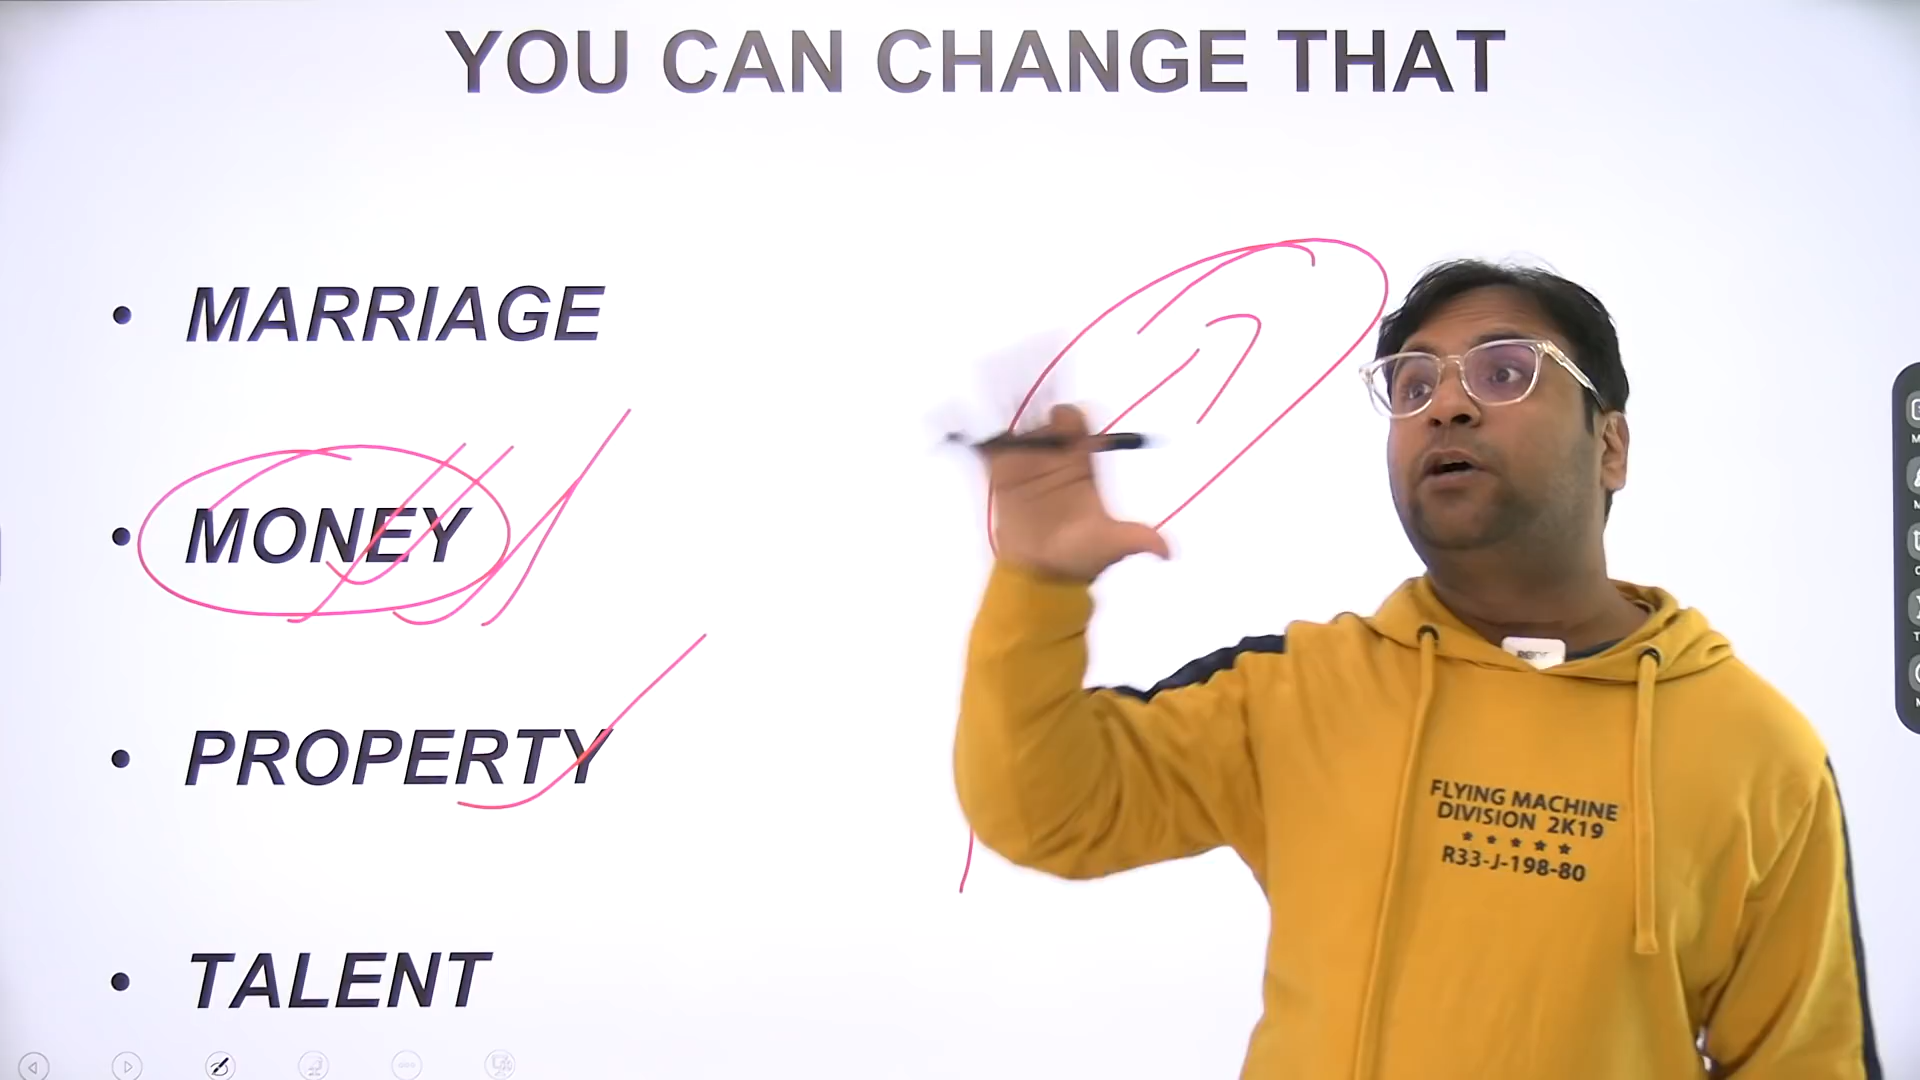 YOU CAN CHANGE THAT
• MARRIAGE
• MONEY
• PROPERTY
• TALENT
FLYING MACHINE
DIVISION 2K19
R33-J-198-80